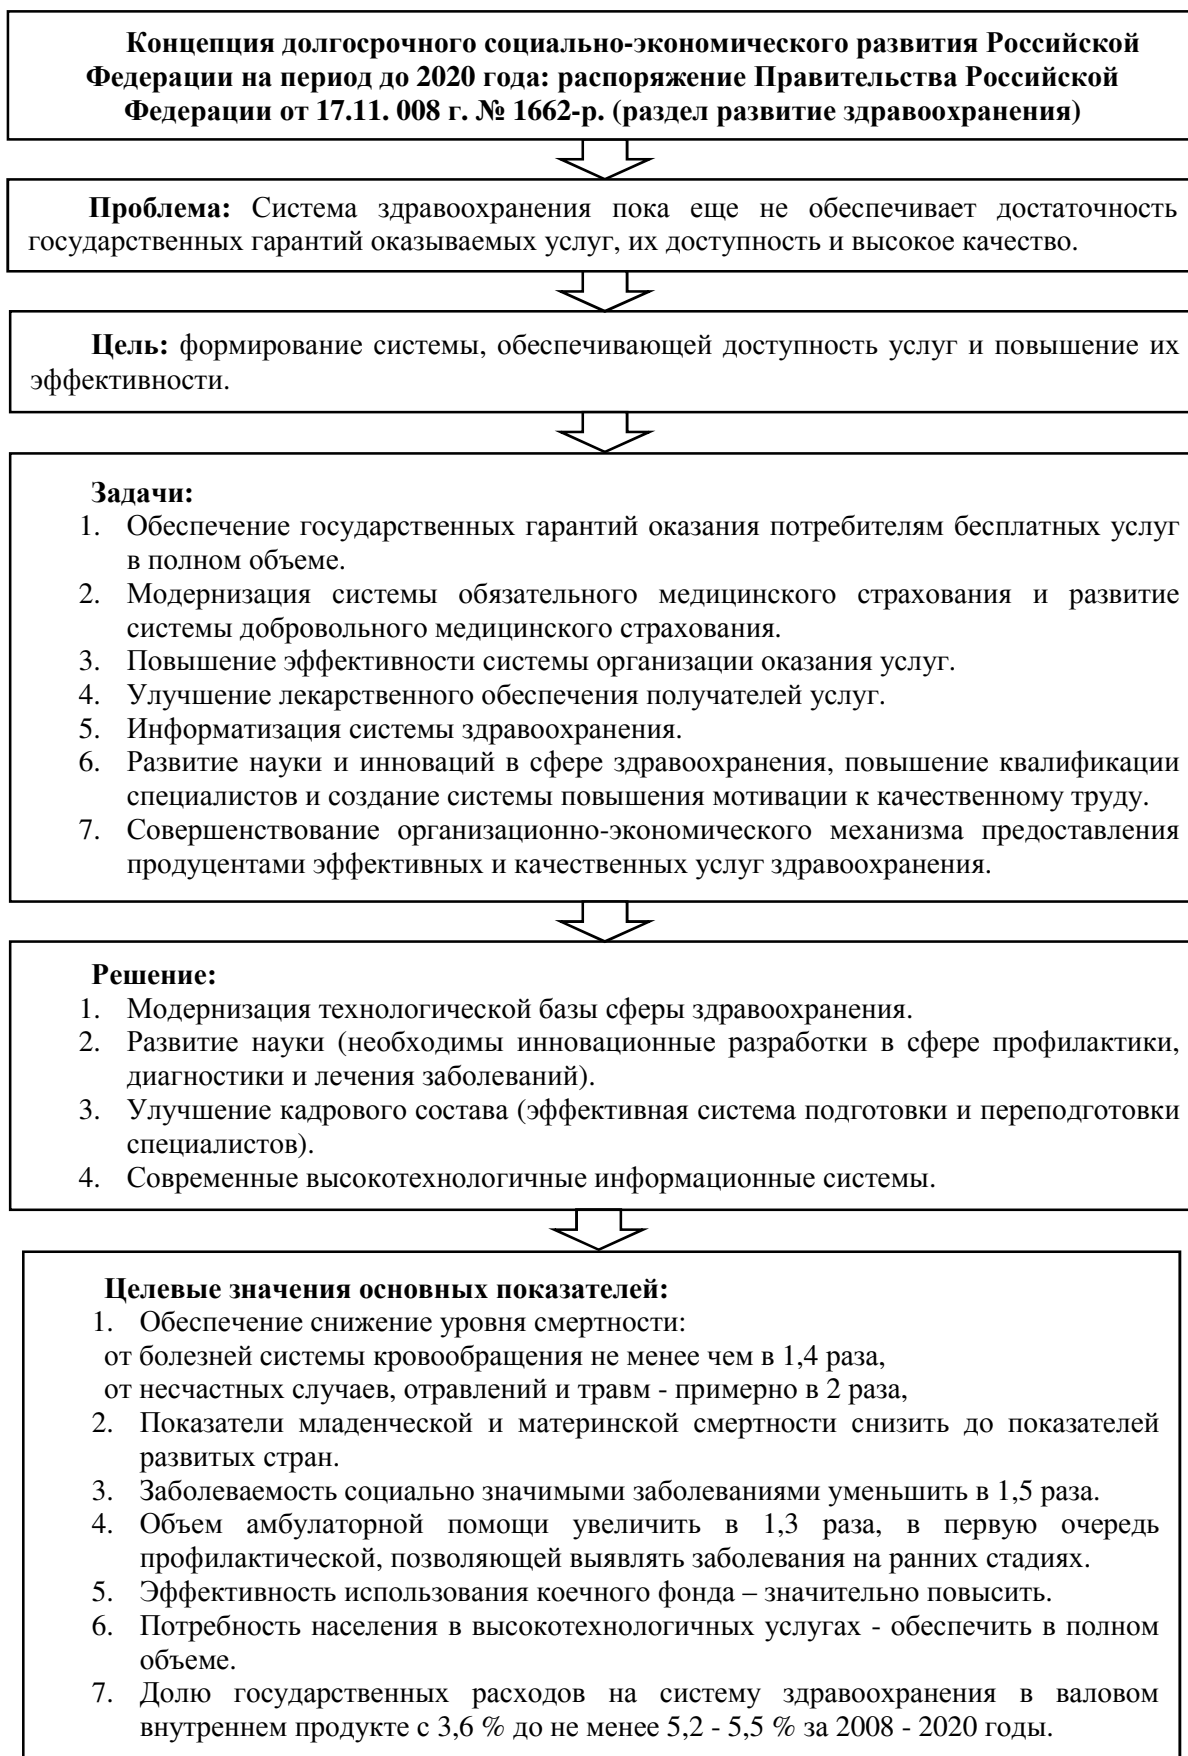 Концепция долгосрочного социально-экономического развития Российской
Федерации на период до 2020 года: распоряжение Правительства Российской
Федерации от 17.11. 008 г. № 1662-р. (раздел развитие здравоохранения)
Проблема: Система здравоохранения пока еще не обеспечивает достаточность
государственных гарантий оказываемых услуг, их доступность и высокое качество.
Цель: формирование системы, обеспечивающей доступность услуг и повышение их
эффективности.
Задачи:
1. Обеспечение государственных гарантий оказания потребителям бесплатных услуг
в полном объеме.
2. Модернизация системы обязательного медицинского страхования и развитие
системы добровольного медицинского страхования.
3. Повышение эффективности системы организации оказания услуг.
4. Улучшение лекарственного обеспечения получателей услуг.
5. Информатизация системы здравоохранения.
6. Развитие науки и инноваций в сфере здравоохранения, повышение квалификации
специалистов и создание системы повышения мотивации к качественному труду.
7. Совершенствование организационно-экономического механизма предоставления
продуцентами эффективных и качественных услуг здравоохранения.
Решение:
1. Модернизация технологической базы сферы здравоохранения.
2. Развитие науки (необходимы инновационные разработки в сфере профилактики,
диагностики и лечения заболеваний).
3. Улучшение кадрового состава (эффективная система подготовки и переподготовки
специалистов).
4. Современные высокотехнологичные информационные системы.
Целевые значения основных показателей:
1. Обеспечение снижение уровня смертности:
от болезней системы кровообращения не менее чем в 1,4 раза,
от несчастных случаев, отравлений и травм - примерно в 2 раза,
2. Показатели младенческой и материнской смертности снизить до показателей
развитых стран.
3. Заболеваемость социально значимыми заболеваниями уменьшить в 1,5 раза.
4. Объем амбулаторной помощи увеличить в 1,3 раза, в первую очередь
профилактической, позволяющей выявлять заболевания на ранних стадиях.
5. Эффективность использования коечного фонда – значительно повысить.
6. Потребность населения в высокотехнологичных услугах - обеспечить в полном
объеме.
7. Долю государственных расходов на систему здравоохранения в валовом
внутреннем продукте с 3,6 % до не менее 5,2 - 5,5 % за 2008 - 2020 годы.